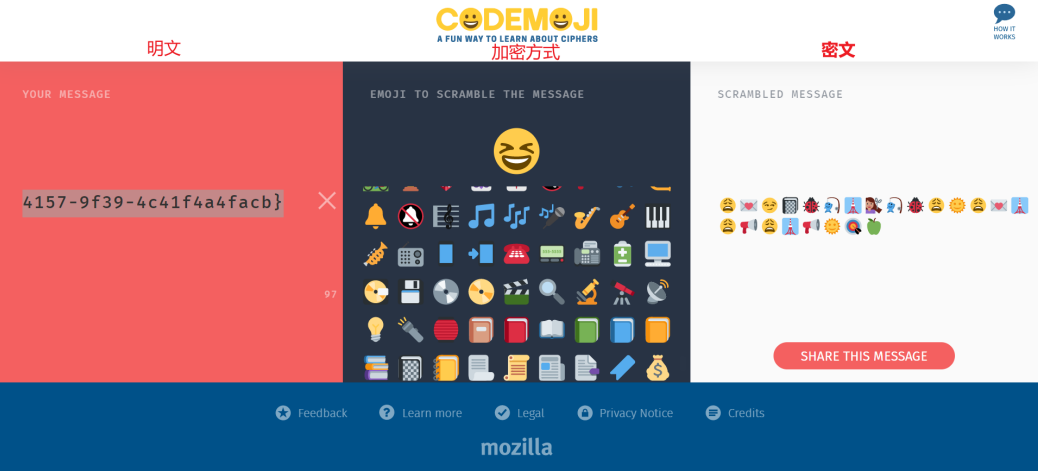 CODEMOJI
A FUN WAY TO LEARN ABOUT CIPHERS
HOW IT
WORKS
明文
加密方式
密文
YOUR MESSAGE
EMOJI TO SCRAMBLE THE MESSAGE
SCRAMBLED MESSAGE
4157-9f39-4c41f4a4facb}
97
SHARE THIS MESSAGE
Feedback
Learn more
Legal
Privacy Notice
Credits
mozilla